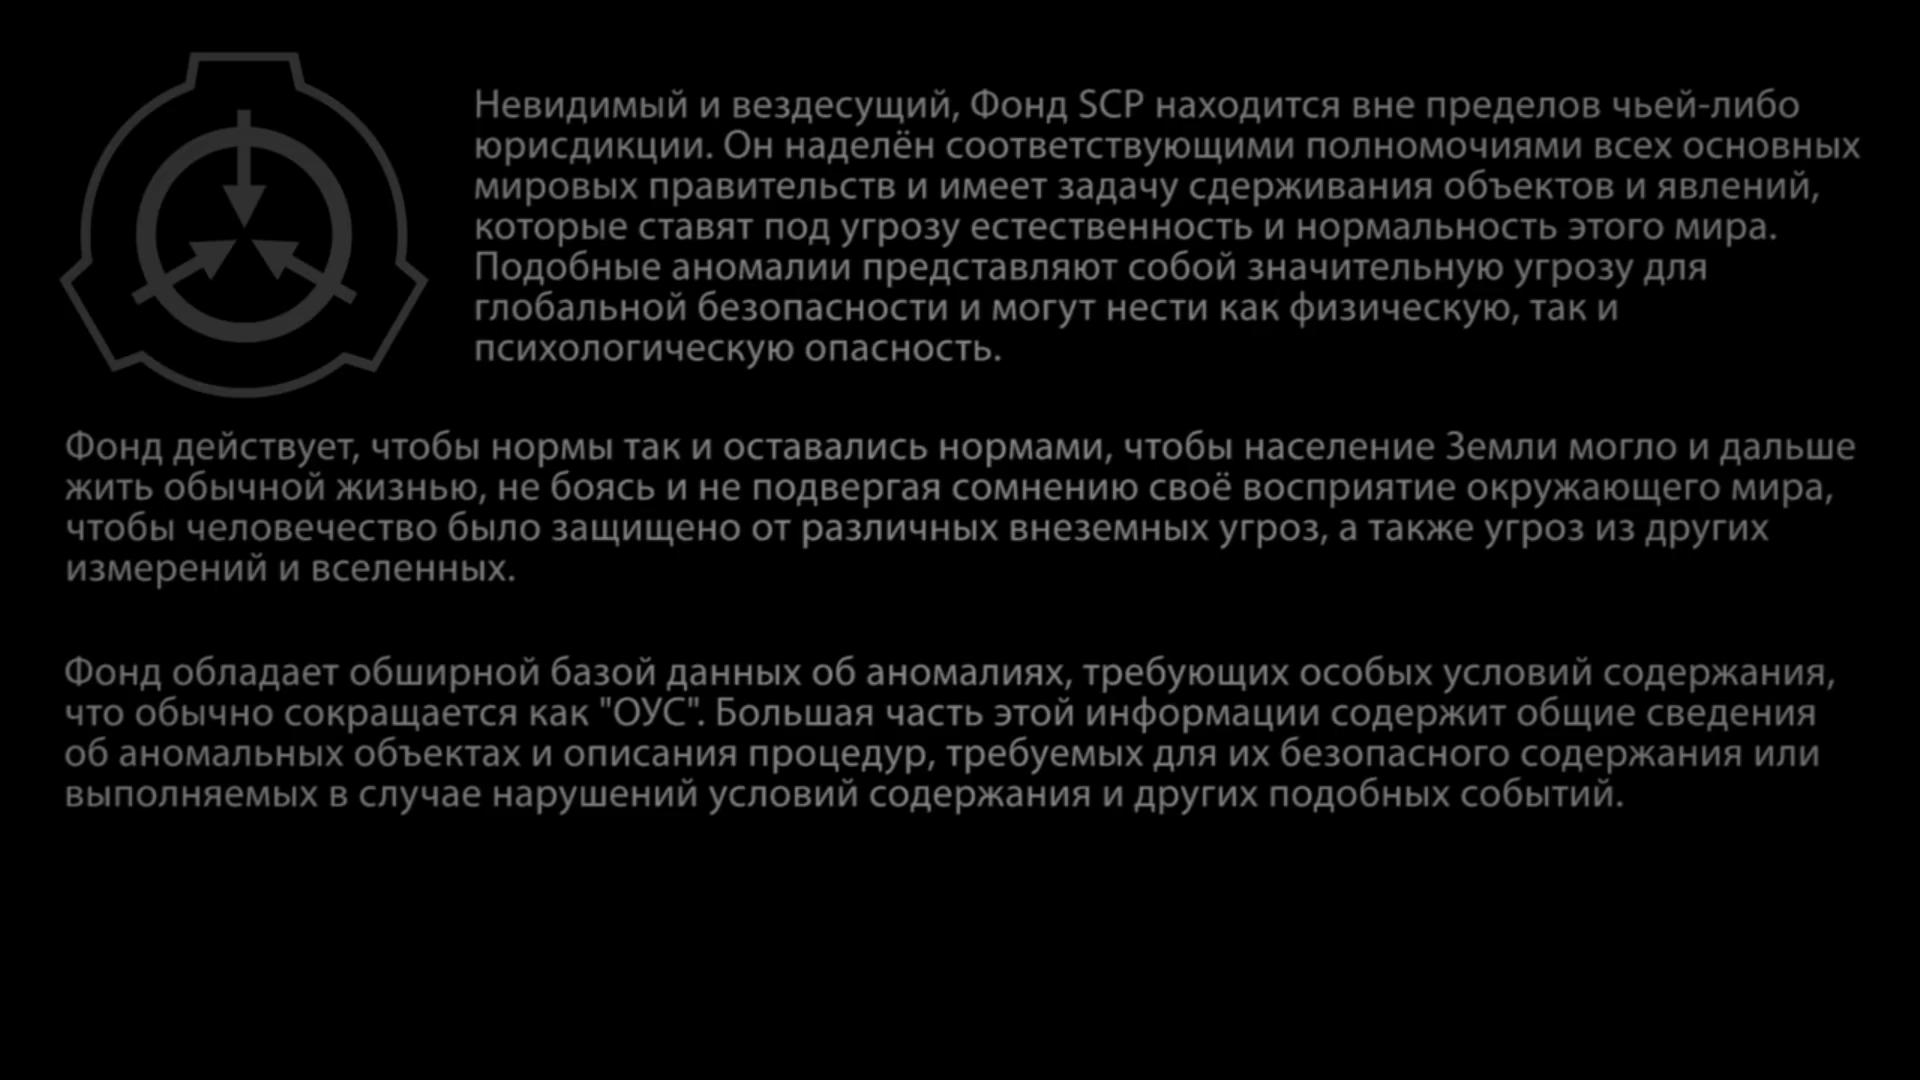 Невидимый и вездесущий, Фонд SCP находится вне пределов чьей-либо
юрисдикции. Он наделён соответствующими полномочиями всех основных
мировых правительств и имеет задачу сдерживания объектов и явлений,
которые ставят под угрозу естественность и нормальность этого мира.
Подобные аномалии представляют собой значительную угрозу для
глобальной безопасности и могут нести как физическую, так и
психологическую опасность.
Фонд действует, чтобы нормы так и оставались нормами, чтобы население Земли могло и дальше
жить обычной жизнью, не боясь и не подвергая сомнению своё восприятие окружающего мира,
чтобы человечество было защищено от различных внеземных угроз, а также угроз из других
измерений и вселенных.
Фонд обладает обширной базой данных об аномалиях, требующих особых условий содержания,
что обычно сокращается как "ОУС". Большая часть этой информации содержит общие сведения
об аномальных объектах и описания процедур, требуемых для их безопасного содержания или
выполняемых в случае нарушений условий содержания и других подобных событий.